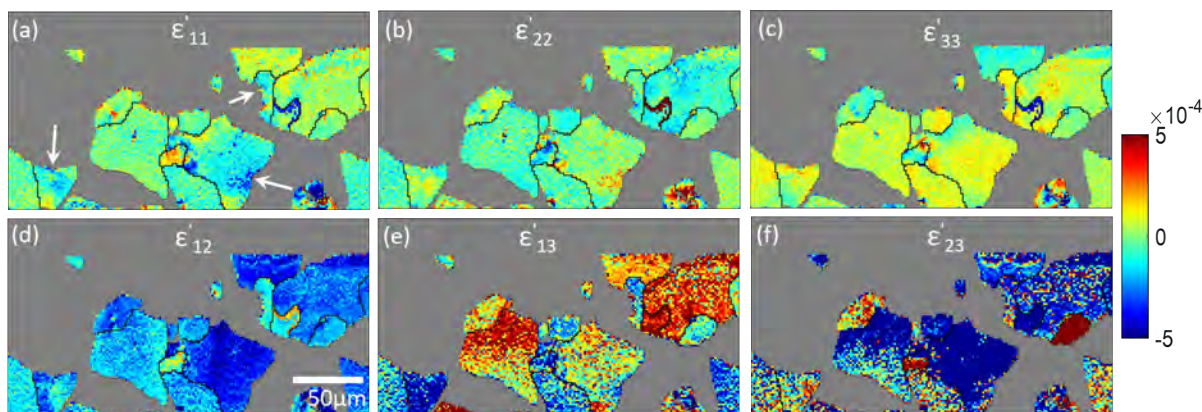 (a) ε'₁₁
(b) ε'₂₂
(c) ε'₃₃
×10⁻⁴
5
0
-5
(d) ε'₁₂
50μm
(e) ε'₁₃
(f) ε'₂₃